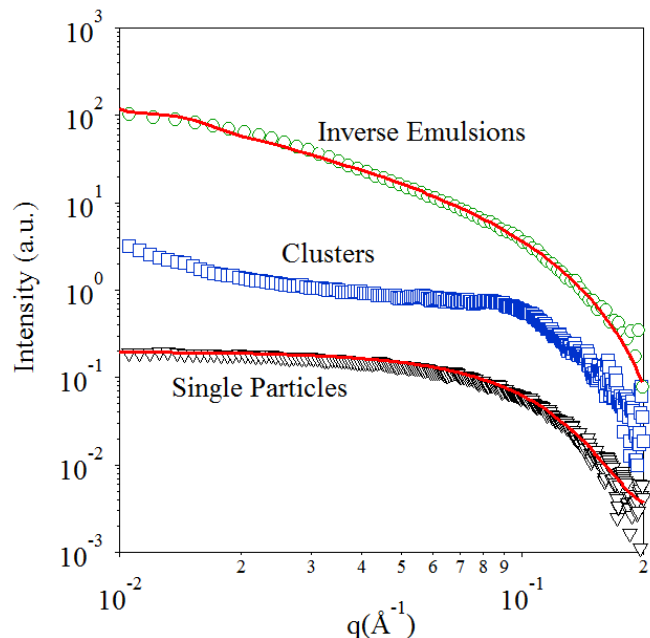 10⁴
10³
10²
Inverse Emulsions
10¹
Clusters
10⁰
Intensity (a.u.)
10⁻¹
Single Particles
10⁻²
10⁻³
2 3 4 5 6 7 8 9 2
10⁻² 10⁻¹
q(Å⁻¹)